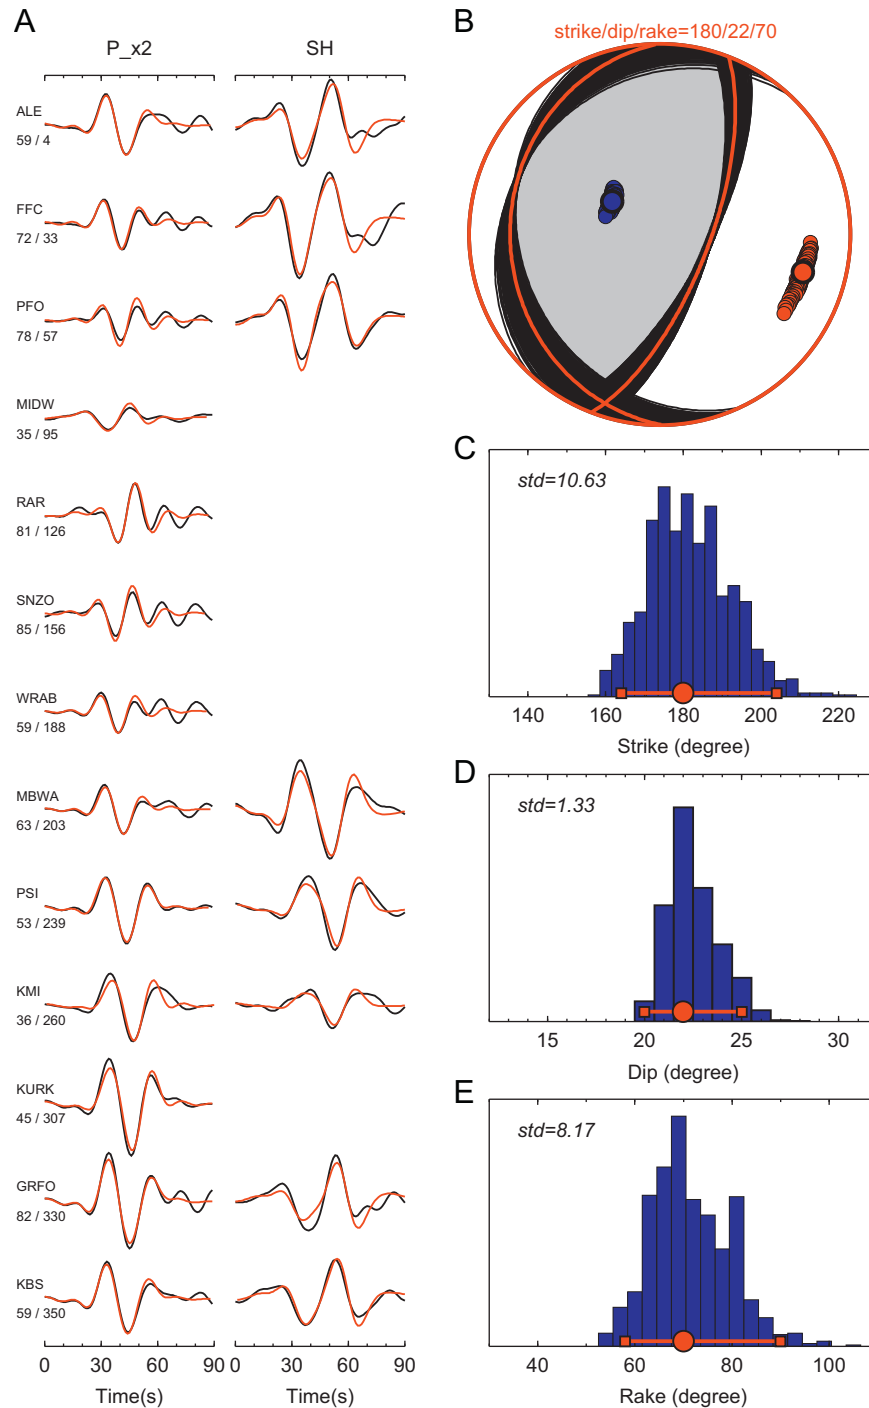 A
P_x2
SH
ALE
59 / 4
FFC
72 / 33
PFO
78 / 57
MIDW
35 / 95
RAR
81 / 126
SNZO
85 / 156
WRAB
59 / 188
MBWA
63 / 203
PSI
53 / 239
KMI
36 / 260
KURK
45 / 307
GRFO
82 / 330
KBS
59 / 350
0 30 60 90 0 30 60 90
Time(s) Time(s)
B
strike/dip/rake=180/22/70
C
std=10.63
140 160 180 200 220
Strike (degree)
D
std=1.33
15 20 25 30
Dip (degree)
E
std=8.17
40 60 80 100
Rake (degree)